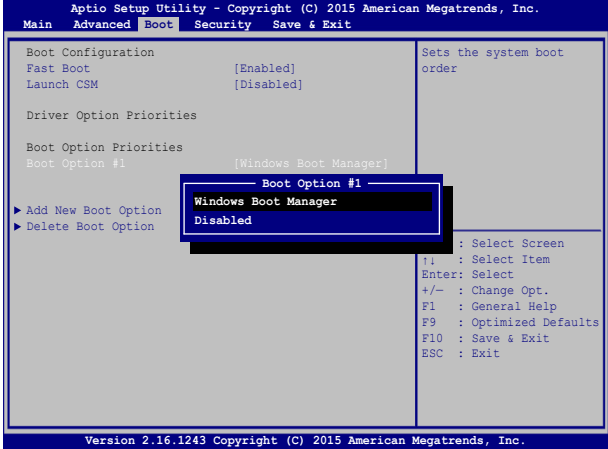 Aptio Setup Utility - Copyright (C) 2015 American Megatrends, Inc.
Main Advanced Boot Security Save & Exit
Boot Configuration
Fast Boot [Enabled]
Launch CSM [Disabled]
Driver Option Priorities
Boot Option Priorities
Boot Option #1 [Windows Boot Manager]
Add New Boot Option
Delete Boot Option
Boot Option #1
Windows Boot Manager
Disabled
Sets the system boot
order
: Select Screen
↑↓ : Select Item
Enter: Select
+/— : Change Opt.
F1 : General Help
F9 : Optimized Defaults
F10 : Save & Exit
ESC : Exit
Version 2.16.1243 Copyright (C) 2015 American Megatrends, Inc.